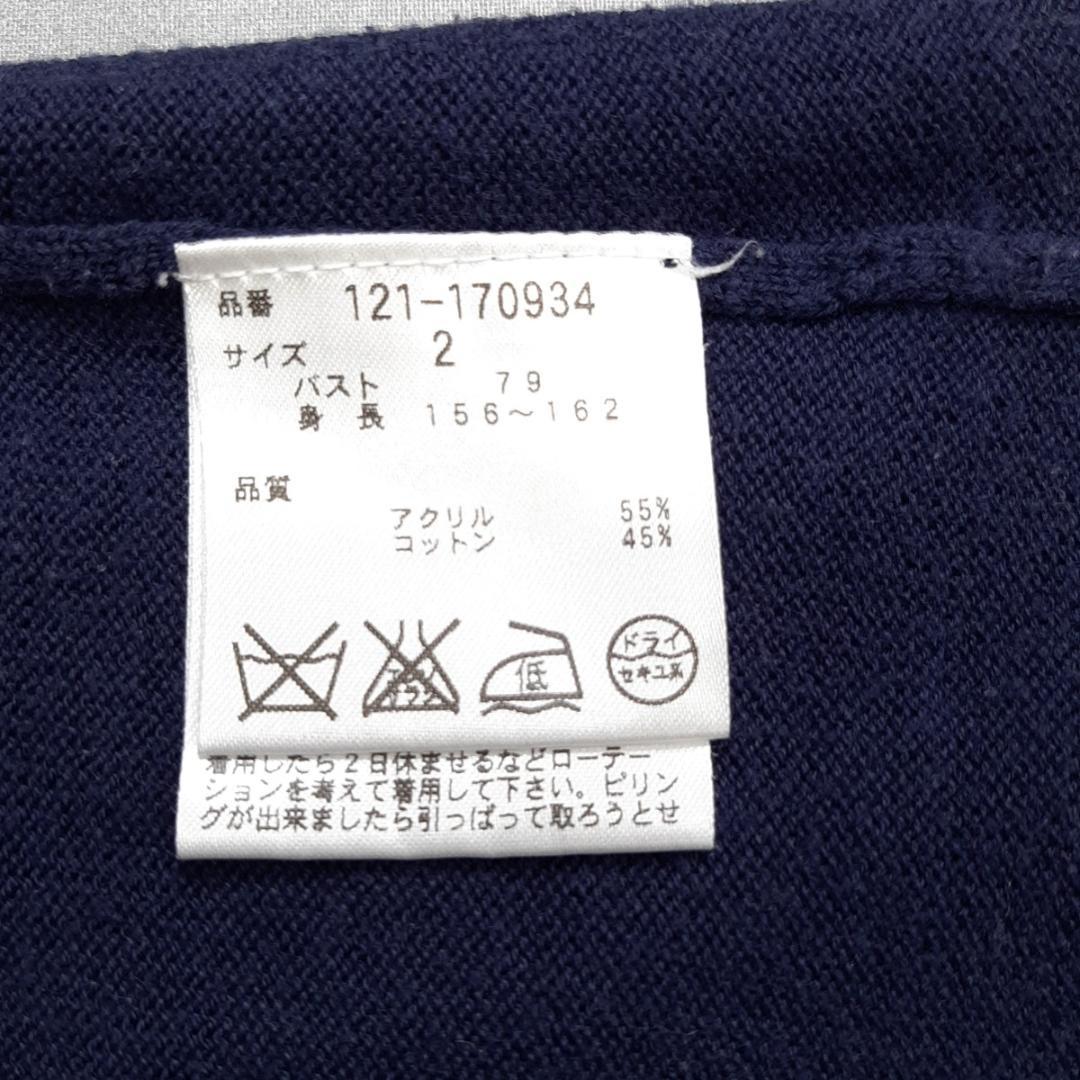 品番 121-170934
サイズ 2
バスト 79
身長 156～162
品質
アクリル 55%
コットン 45%
低
ドライ
セキユ系
着用したら2日休ませるなどローテー
ションを考えて着用して下さい。ピリン
グが出来ましたら引っぱって取ろうとせ